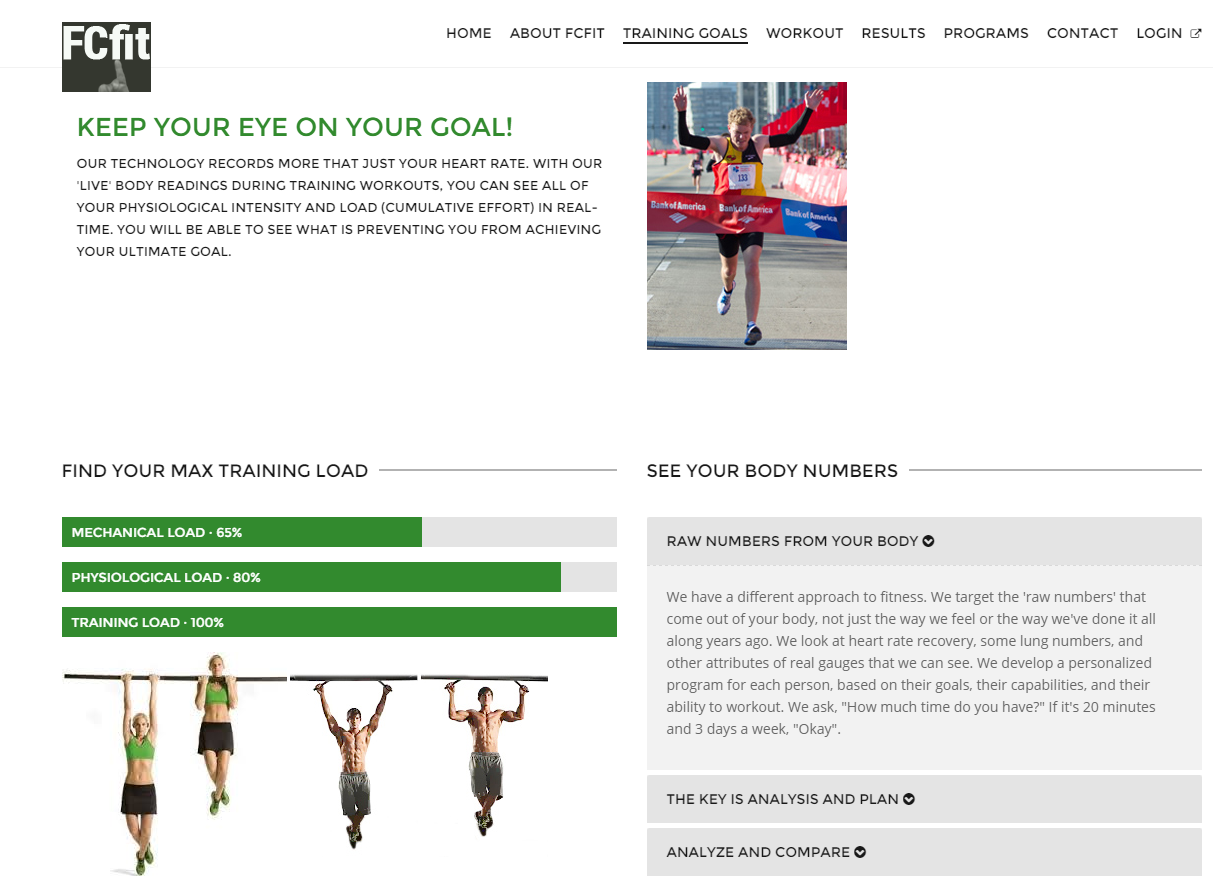 FCfit
HOME ABOUT FCFIT TRAINING GOALS WORKOUT RESULTS PROGRAMS CONTACT LOGIN
KEEP YOUR EYE ON YOUR GOAL!
OUR TECHNOLOGY RECORDS MORE THAT JUST YOUR HEART RATE. WITH OUR
'LIVE' BODY READINGS DURING TRAINING WORKOUTS, YOU CAN SEE ALL OF
YOUR PHYSIOLOGICAL INTENSITY AND LOAD (CUMULATIVE EFFORT) IN REAL-
TIME. YOU WILL BE ABLE TO SEE WHAT IS PREVENTING YOU FROM ACHIEVING
YOUR ULTIMATE GOAL.
133
Bank of America Bank of America Bank of America
FIND YOUR MAX TRAINING LOAD
MECHANICAL LOAD · 65%
PHYSIOLOGICAL LOAD · 80%
TRAINING LOAD · 100%
SEE YOUR BODY NUMBERS
RAW NUMBERS FROM YOUR BODY
We have a different approach to fitness. We target the 'raw numbers' that
come out of your body, not just the way we feel or the way we've done it all
along years ago. We look at heart rate recovery, some lung numbers, and
other attributes of real gauges that we can see. We develop a personalized
program for each person, based on their goals, their capabilities, and their
ability to workout. We ask, "How much time do you have?" If it's 20 minutes
and 3 days a week, "Okay".
THE KEY IS ANALYSIS AND PLAN
ANALYZE AND COMPARE